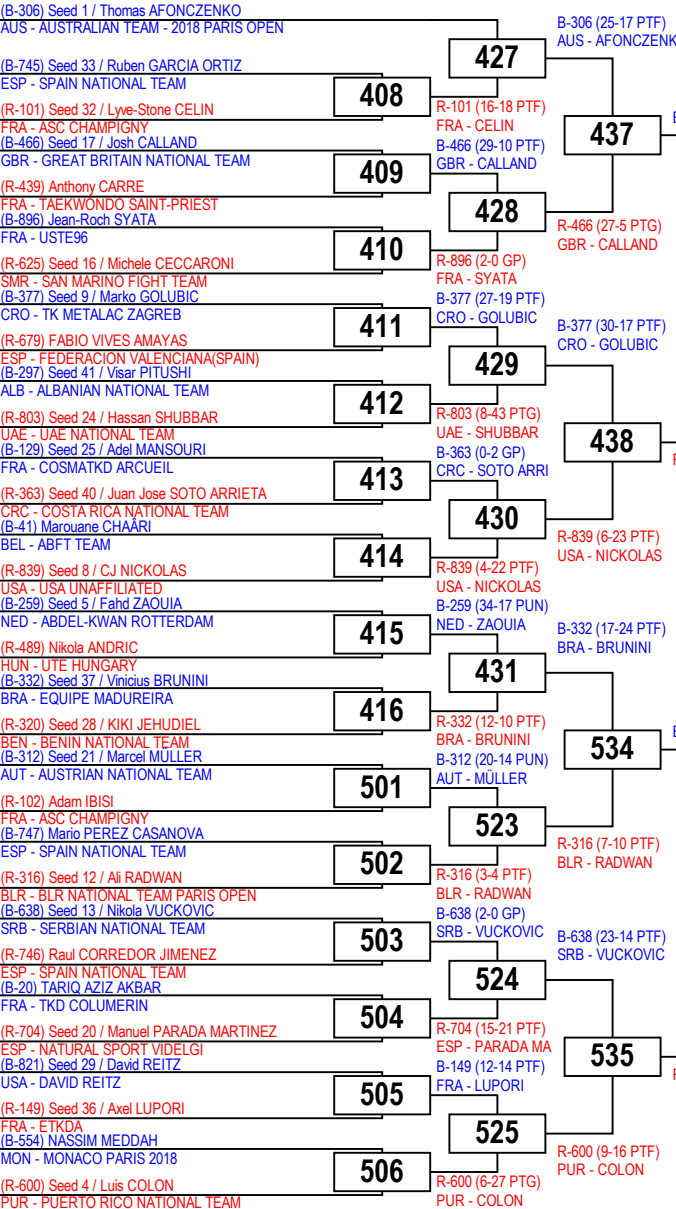 (B-306) Seed 1 / Thomas AFONCZENKO
AUS - AUSTRALIAN TEAM - 2018 PARIS OPEN
(B-745) Seed 33 / Ruben GARCIA ORTIZ
ESP - SPAIN NATIONAL TEAM
(R-101) Seed 32 / Lyve-Stone CELIN
FRA - ASC CHAMPIGNY
(B-466) Seed 17 / Josh CALLAND
GBR - GREAT BRITAIN NATIONAL TEAM
(R-439) Anthony CARRE
FRA - TAEKWONDO SAINT-PRIEST
(B-896) Jean-Roch SYATA
FRA - USTE96
(R-625) Seed 16 / Michele CECCARONI
SMR - SAN MARINO FIGHT TEAM
(B-377) Seed 9 / Marko GOLUBIC
CRO - TK METALAC ZAGREB
(R-679) FABIO VIVES AMAYAS
ESP - FEDERACION VALENCIANA(SPAIN)
(B-297) Seed 41 / Visar PITUSHI
ALB - ALBANIAN NATIONAL TEAM
(R-803) Seed 24 / Hassan SHUBBAR
UAE - UAE NATIONAL TEAM
(B-129) Seed 25 / Adel MANSOURI
FRA - COSMATKD ARCUEIL
(R-363) Seed 40 / Juan Jose SOTO ARRIETA
CRC - COSTA RICA NATIONAL TEAM
(B-41) Marouane CHAÂRI
BEL - ABFT TEAM
(R-839) Seed 8 / CJ NICKOLAS
USA - USA UNAFFILIATED
(B-259) Seed 5 / Fahd ZAOUIA
NED - ABDEL-KWAN ROTTERDAM
(R-489) Nikola ANDRIC
HUN - UTE HUNGARY
(B-332) Seed 37 / Vinicius BRUNINI
BRA - EQUIPE MADUREIRA
(R-320) Seed 28 / KIKI JEHUDIEL
BEN - BENIN NATIONAL TEAM
(B-312) Seed 21 / Marcel MÜLLER
AUT - AUSTRIAN NATIONAL TEAM
(R-102) Adam IBISI
FRA - ASC CHAMPIGNY
(B-747) Mario PEREZ CASANOVA
ESP - SPAIN NATIONAL TEAM
(R-316) Seed 12 / Ali RADWAN
BLR - BLR NATIONAL TEAM PARIS OPEN
(B-638) Seed 13 / Nikola VUCKOVIC
SRB - SERBIAN NATIONAL TEAM
(R-746) Raul CORREDOR JIMENEZ
ESP - SPAIN NATIONAL TEAM
(B-20) TARIQ AZIZ AKBAR
FRA - TKD COLUMERIN
(R-704) Seed 20 / Manuel PARADA MARTINEZ
ESP - NATURAL SPORT VIDELGI
(B-821) Seed 29 / David REITZ
USA - DAVID REITZ
(R-149) Seed 36 / Axel LUPORI
FRA - ETKDA
(B-554) NASSIM MEDDAH
MON - MONACO PARIS 2018
(R-600) Seed 4 / Luis COLON
PUR - PUERTO RICO NATIONAL TEAM
408
409
410
411
412
413
414
415
416
501
502
503
504
505
506
427
R-101 (16-18 PTF)
FRA - CELIN
B-466 (29-10 PTF)
GBR - CALLAND
428
R-896 (2-0 GP)
FRA - SYATA
B-377 (27-19 PTF)
CRO - GOLUBIC
429
R-803 (8-43 PTG)
UAE - SHUBBAR
B-363 (0-2 GP)
CRC - SOTO ARRI
430
R-839 (4-22 PTF)
USA - NICKOLAS
B-259 (34-17 PUN)
NED - ZAOUIA
431
R-332 (12-10 PTF)
BRA - BRUNINI
B-312 (20-14 PUN)
AUT - MÜLLER
523
R-316 (3-4 PTF)
BLR - RADWAN
B-638 (2-0 GP)
SRB - VUCKOVIC
524
R-704 (15-21 PTF)
ESP - PARADA MA
B-149 (12-14 PTF)
FRA - LUPORI
525
R-600 (6-27 PTG)
PUR - COLON
B-306 (25-17 PTF)
AUS - AFONCZENK
437
R-466 (27-5 PTG)
GBR - CALLAND
B-377 (30-17 PTF)
CRO - GOLUBIC
438
R-839 (6-23 PTF)
USA - NICKOLAS
B-332 (17-24 PTF)
BRA - BRUNINI
534
R-316 (7-10 PTF)
BLR - RADWAN
B-638 (23-14 PTF)
SRB - VUCKOVIC
535
R-600 (9-16 PTF)
PUR - COLON